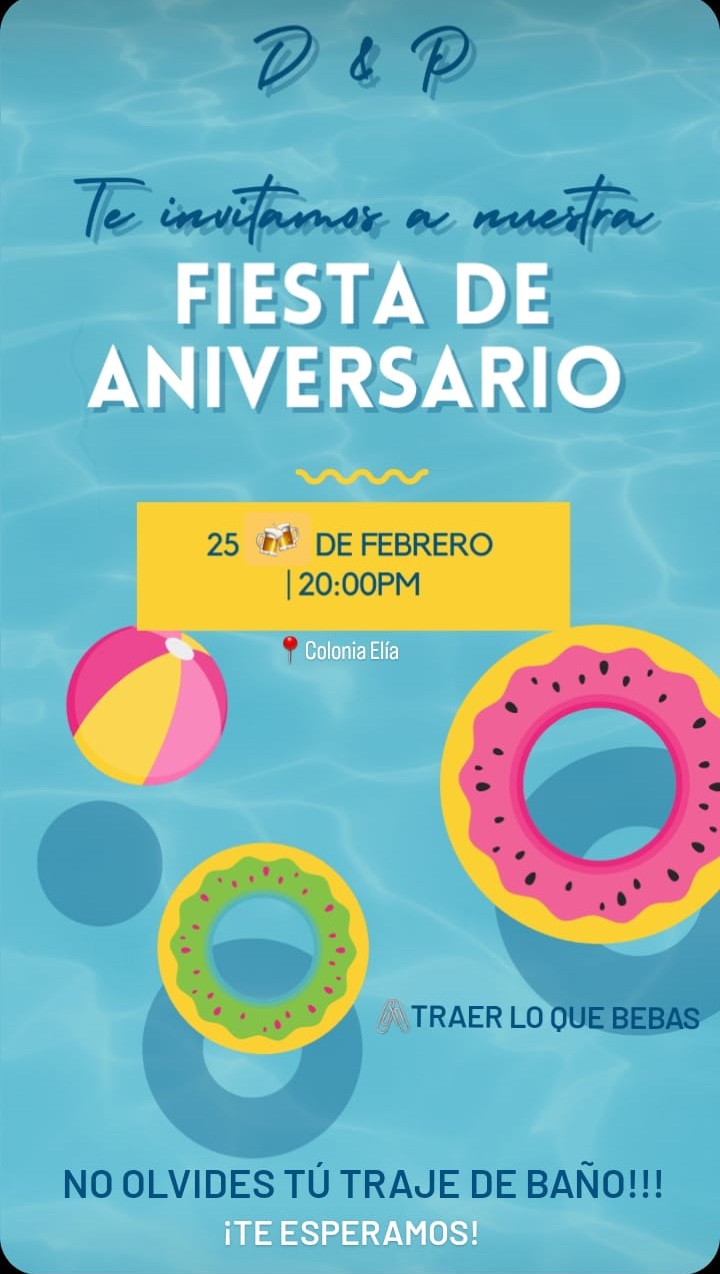 D & P
Te invitamos a nuestra
FIESTA DE
ANIVERSARIO
25 🍻 DE FEBRERO
| 20:00PM
📍 Colonia Elía
🖇️TRAER LO QUE BEBAS
NO OLVIDES TÚ TRAJE DE BAÑO!!!
¡TE ESPERAMOS!